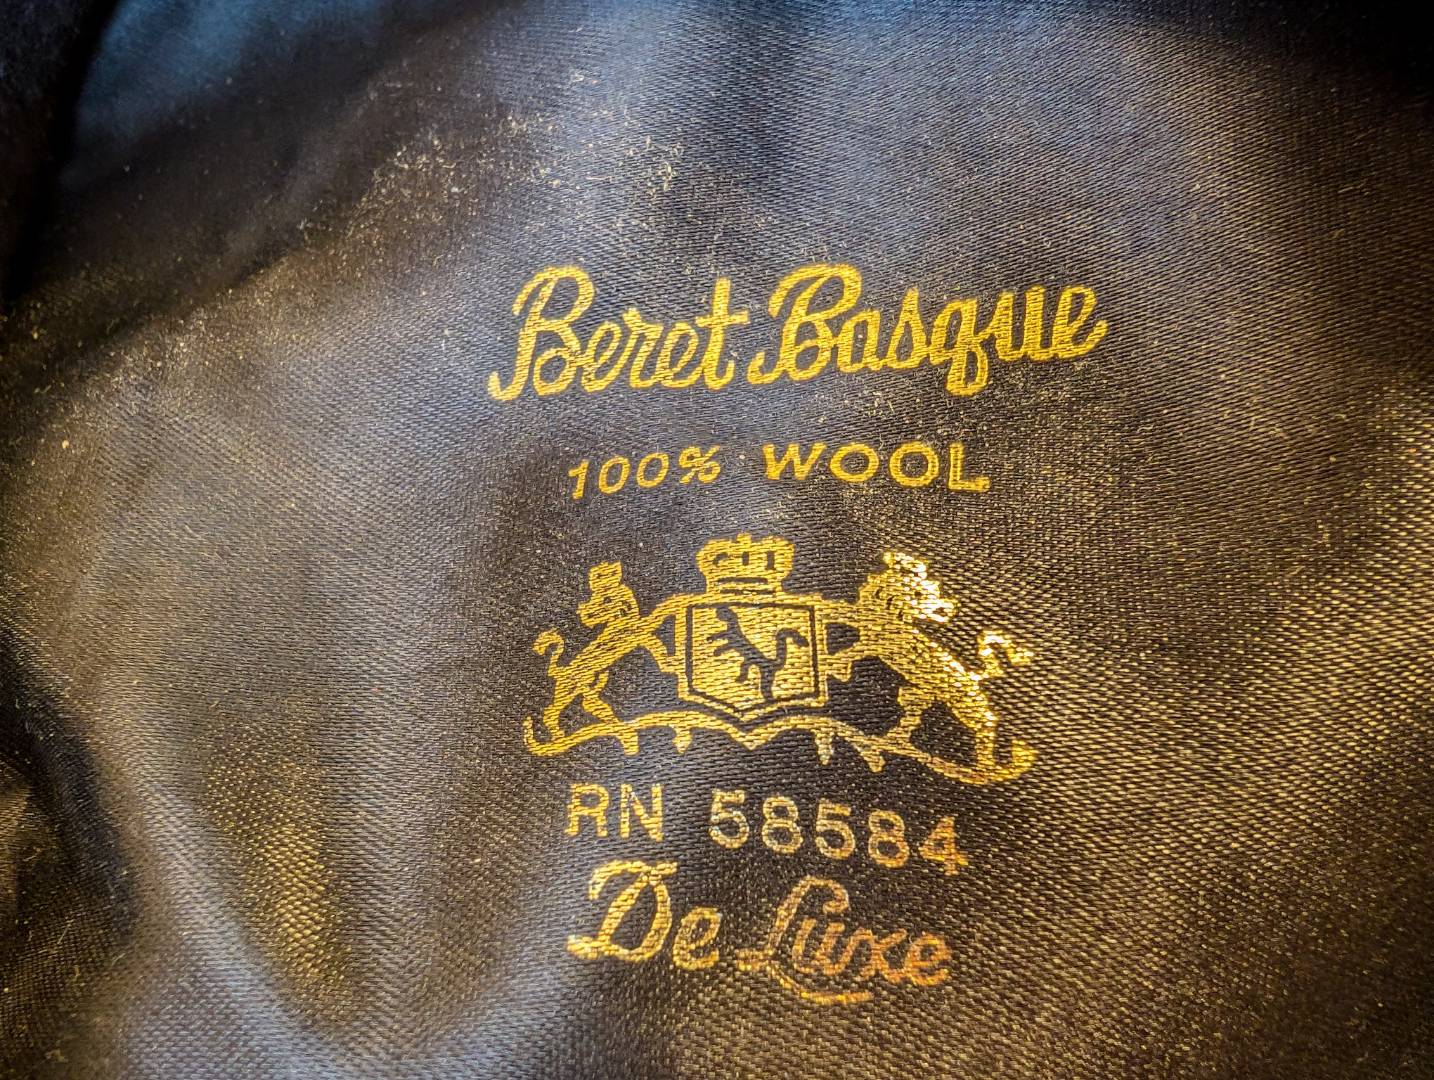 Beret Basque
100% WOOL
RN 58584
De Luxe